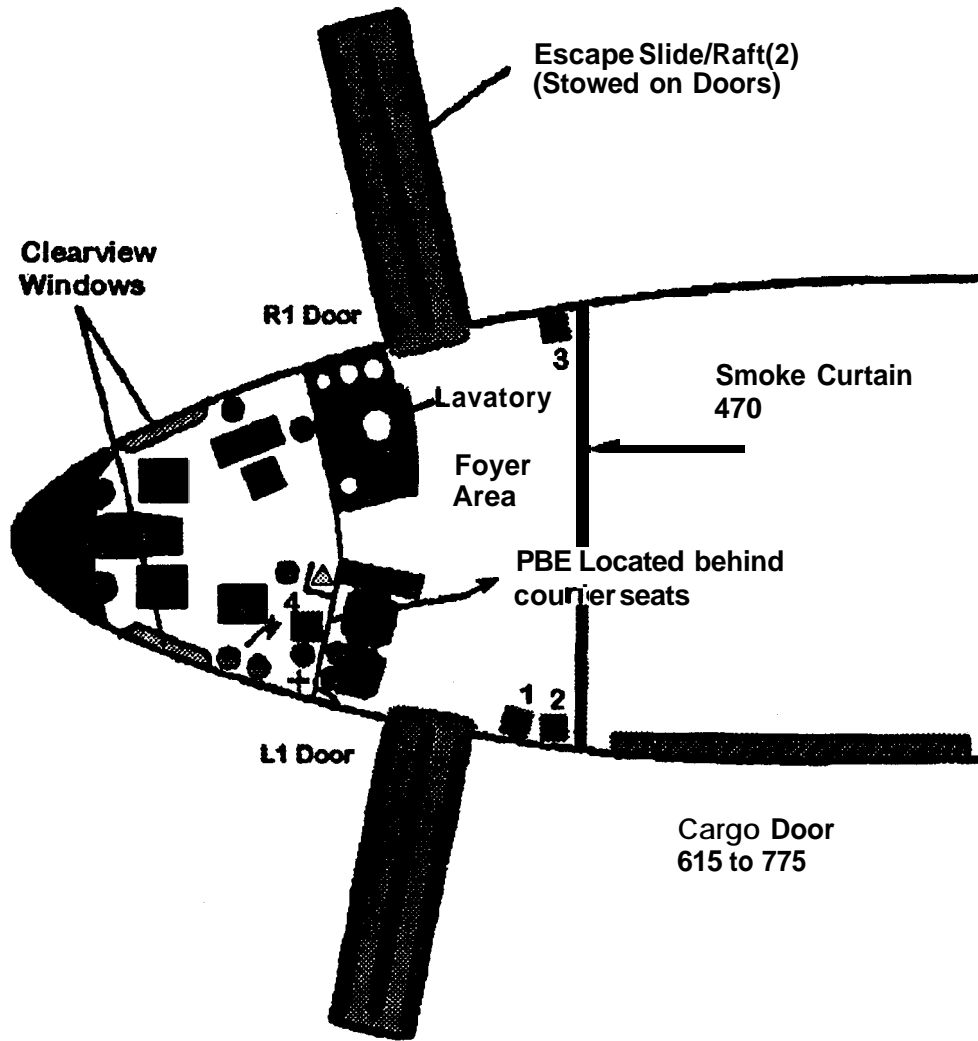 Escape Slide/Raft(2)
(Stowed on Doors)
Clearview
Windows
R1 Door
3
Smoke Curtain
470
Lavatory
Foyer
Area
PBE Located behind
courier seats
4
+
1 2
L1 Door
Cargo Door
615 to 775